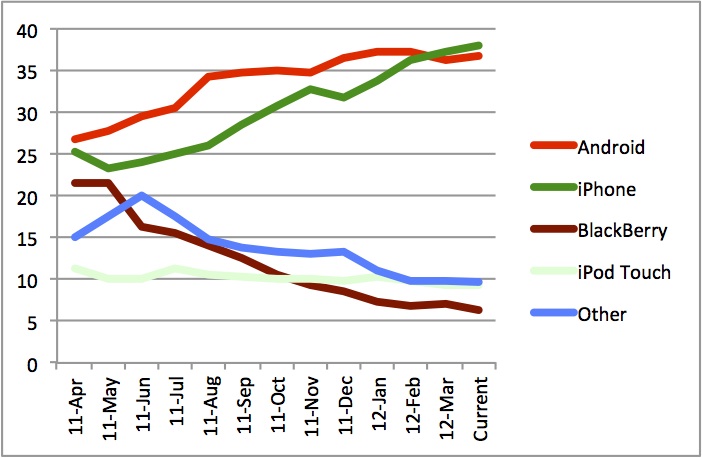 40
35
30
25
20
15
10
5
0
11-Apr
11-May
11-Jun
11-Jul
11-Aug
11-Sep
11-Oct
11-Nov
11-Dec
12-Jan
12-Feb
12-Mar
Current
Android
iPhone
BlackBerry
iPod Touch
Other